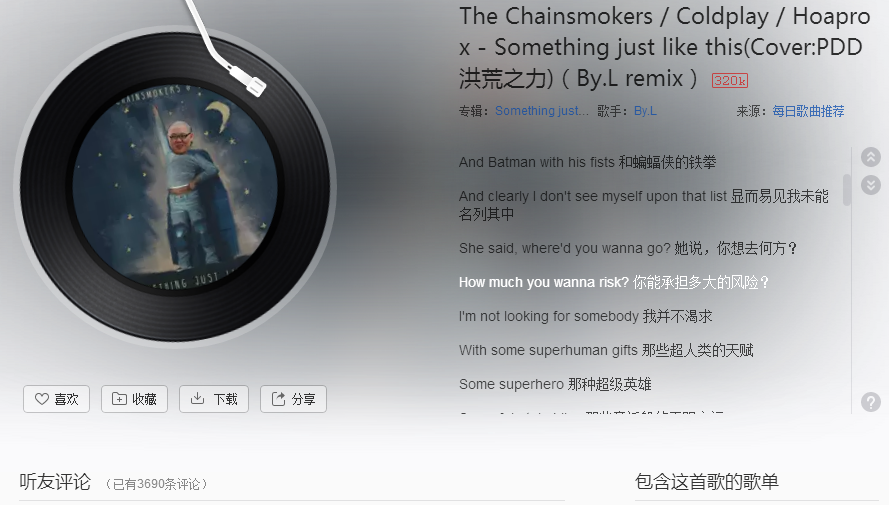 The Chainsmokers / Coldplay / Hoapro
x - Something just like this(Cover:PDD
洪荒之力)（By.L remix） 320k
专辑：Something just... 歌手：By.L 来源：每日歌曲推荐
CHAINSMOKERS
THING JUST
And Batman with his fists 和蝙蝠侠的铁拳
And clearly I don't see myself upon that list 显而易见我未能
名列其中
She said, where'd you wanna go? 她说，你想去何方？
How much you wanna risk? 你能承担多大的风险？
I'm not looking for somebody 我并不渴求
With some superhuman gifts 那些超人类的天赋
Some superhero 那种超级英雄
喜欢 收藏 下载 分享
听友评论 （已有3690条评论）
包含这首歌的歌单